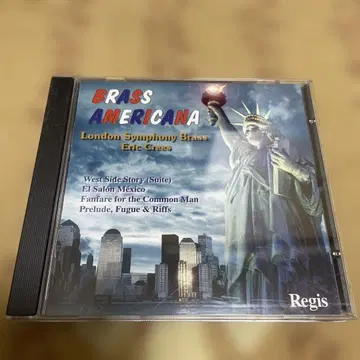 BRASS
AMERICANA
London Symphony Brass
Eric Crees
West Side Story (Suite)
El Salón México
Fanfare for the Common Man
Prelude, Fugue & Riffs
Regis